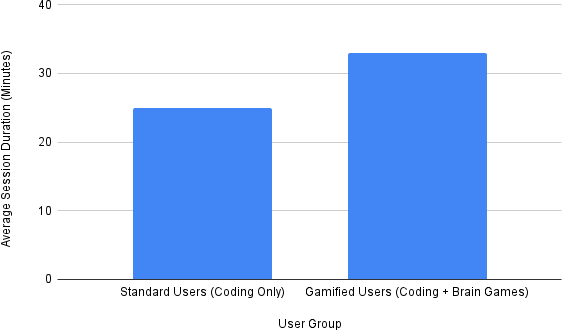 Average Session Duration (Minutes)
40
30
20
10
0
Standard Users (Coding Only)
Gamified Users (Coding + Brain Games)
User Group